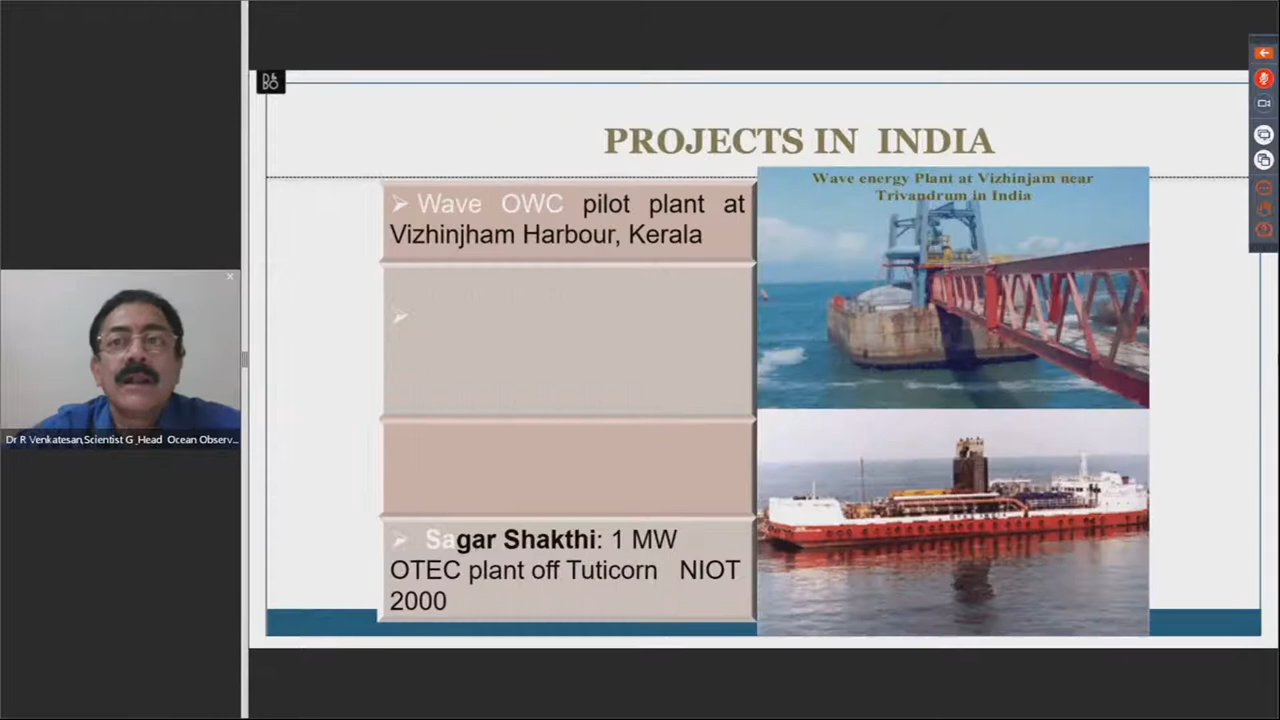 B&O
PROJECTS IN INDIA
➢ Wave OWC pilot plant at
Vizhinjham Harbour, Kerala
➢
➢ Sagar Shakthi: 1 MW
OTEC plant off Tuticorn NIOT
2000
Wave energy Plant at Vizhinjam near
Trivandrum in India
Dr R Venkatesan,Scientist G_Head Ocean Observ...